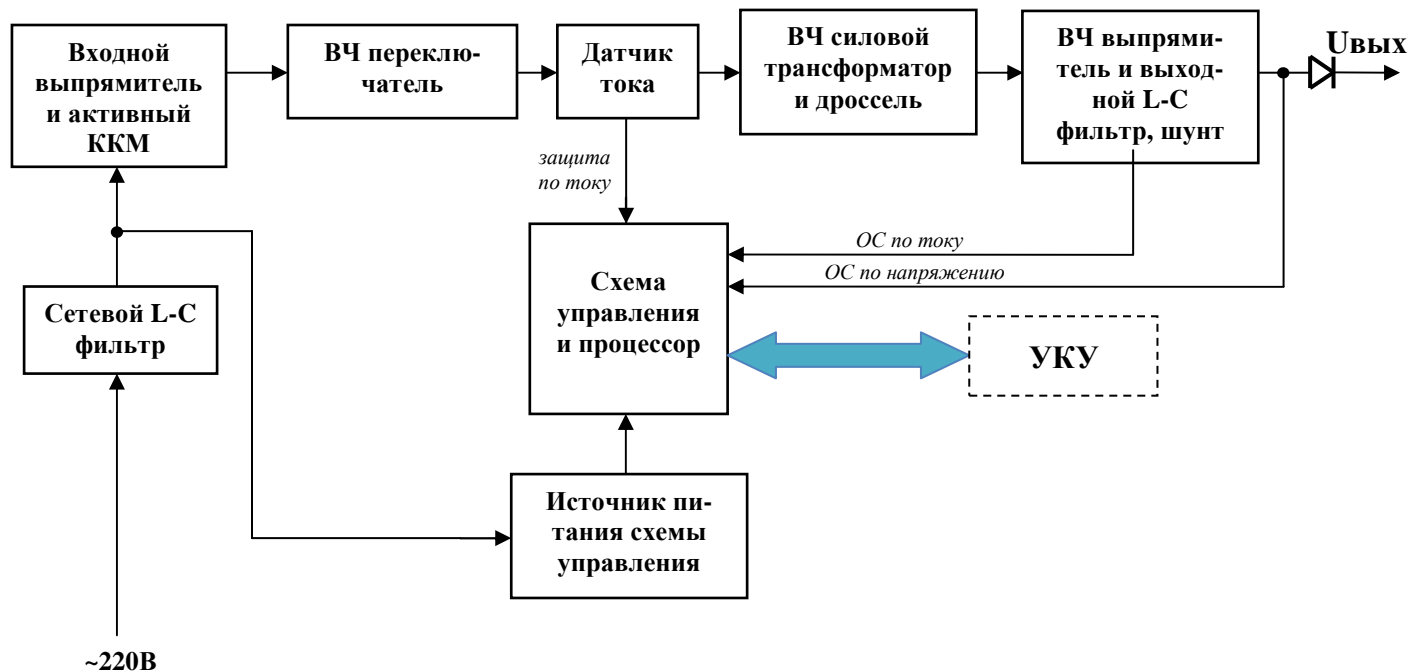 Входной
выпрямитель
и активный
ККМ
ВЧ переклю-
чатель
Датчик
тока
ВЧ силовой
трансформатор
и дроссель
ВЧ выпрями-
тель и выход-
ной L-C
фильтр, шунт
Uвых
защита
по току
ОС по току
ОС по напряжению
Схема
управления
и процессор
УКУ
Сетевой L-C
фильтр
Источник пи-
тания схемы
управления
~220В